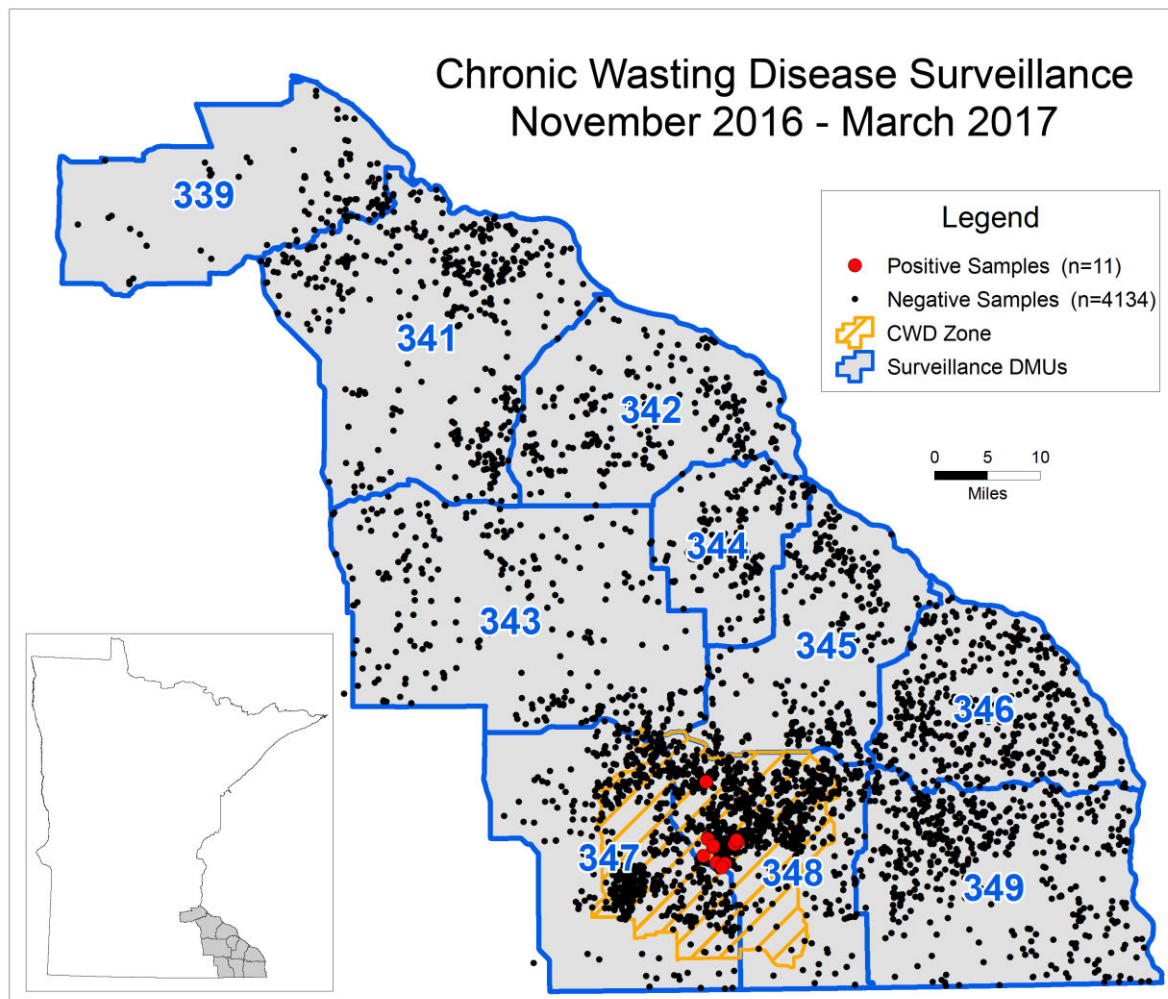 Chronic Wasting Disease Surveillance
November 2016 - March 2017
339
Legend
Positive Samples (n=11)
Negative Samples (n=4134)
CWD Zone
Surveillance DMUs
341
342
0 5 10
Miles
344
343
345
346
347
348
349